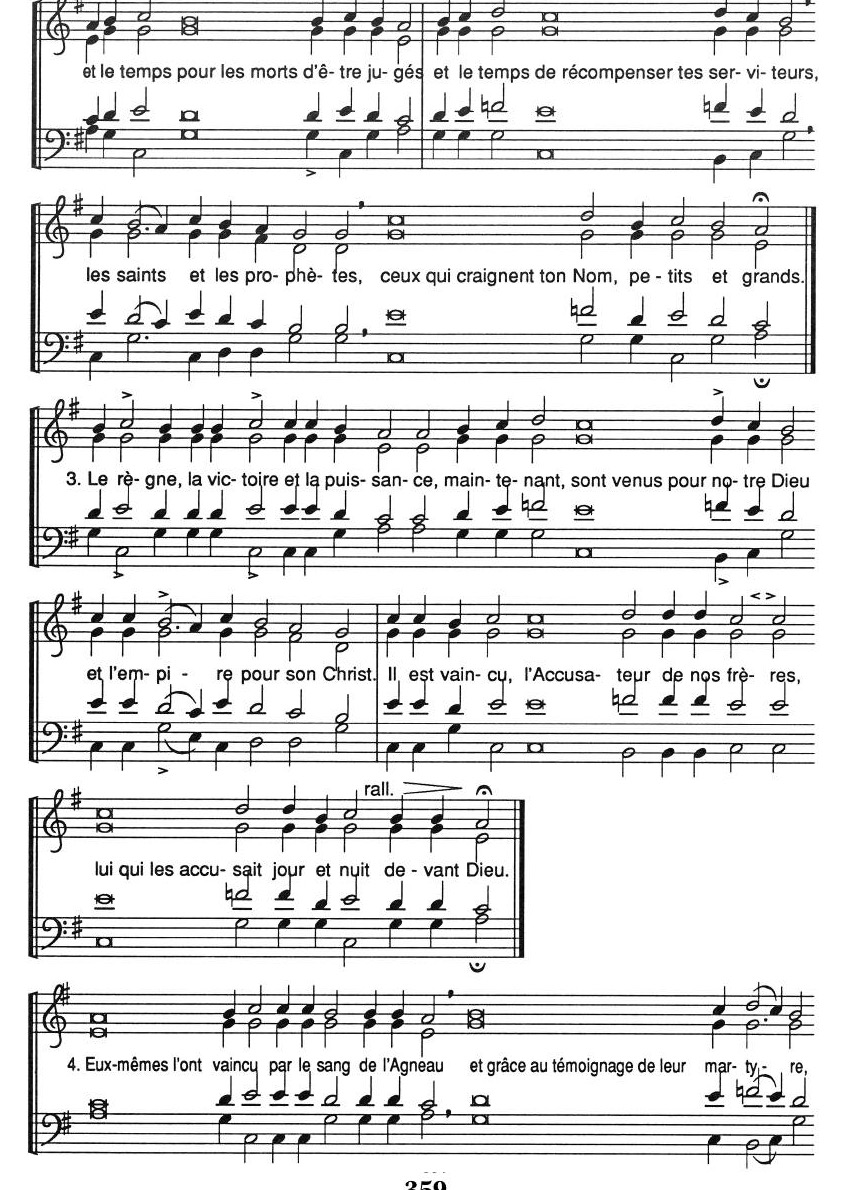 et le temps pour les morts d'ê- tre ju- gés et le temps de récompenser tes ser- vi- teurs,
les saints et les pro- phè- tes, ceux qui craignent ton Nom, pe - tits et grands.
3. Le rè- gne, la vic- toire et la puis- san- ce, main- te- nant, sont venus pour no- tre Dieu
et l'em- pi - re pour son Christ. Il est vain- cu, l'Accusa- teur de nos frè- res,
rall.
lui qui les accu- sait jour et nuit de - vant Dieu.
4. Eux-mêmes l'ont vaincu par le sang de l'Agneau et grâce au témoignage de leur mar- ty - re,
359